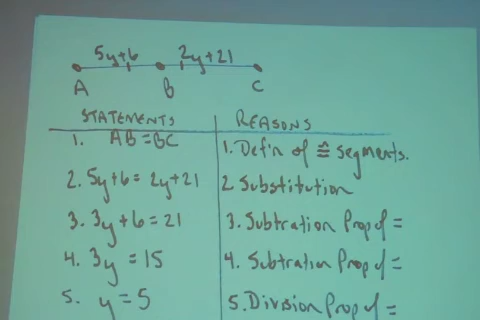 5y+6 2y+21
A B C
STATEMENTS REASONS
1. AB=BC 1. Def'n of ≅ segments.
2. 5y+6=2y+21 2 Substitution
3. 3y+6=21 3. Subtration Prop of =
4. 3y=15 4. Subtration Prop of =
5. y=5 5. Division Prop of =